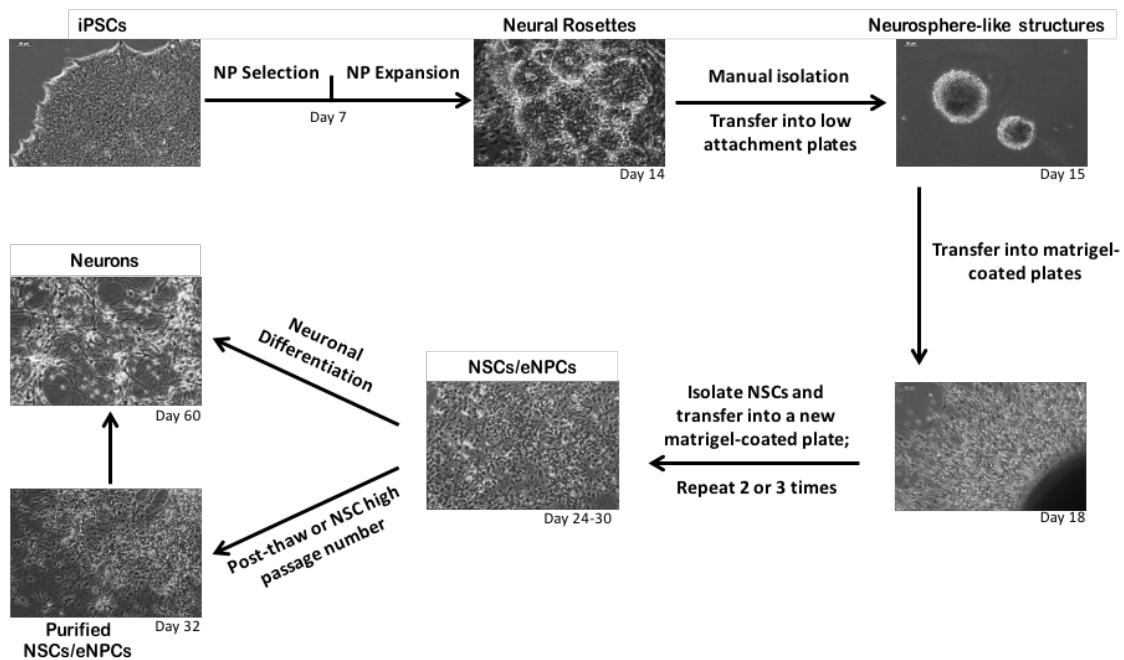 iPSCs
Neural Rosettes
Neurosphere-like structures
NP Selection
NP Expansion
Day 7
Manual isolation
Transfer into low
attachment plates
Day 14
Day 15
Transfer into matrigel-
coated plates
Neurons
Neuronal
Differentiation
NSCs/eNPCs
Isolate NSCs and
transfer into a new
matrigel-coated plate;
Repeat 2 or 3 times
Day 60
Day 24-30
Day 18
Post-thaw or NSC high
passage number
Purified
NSCs/eNPCs
Day 32